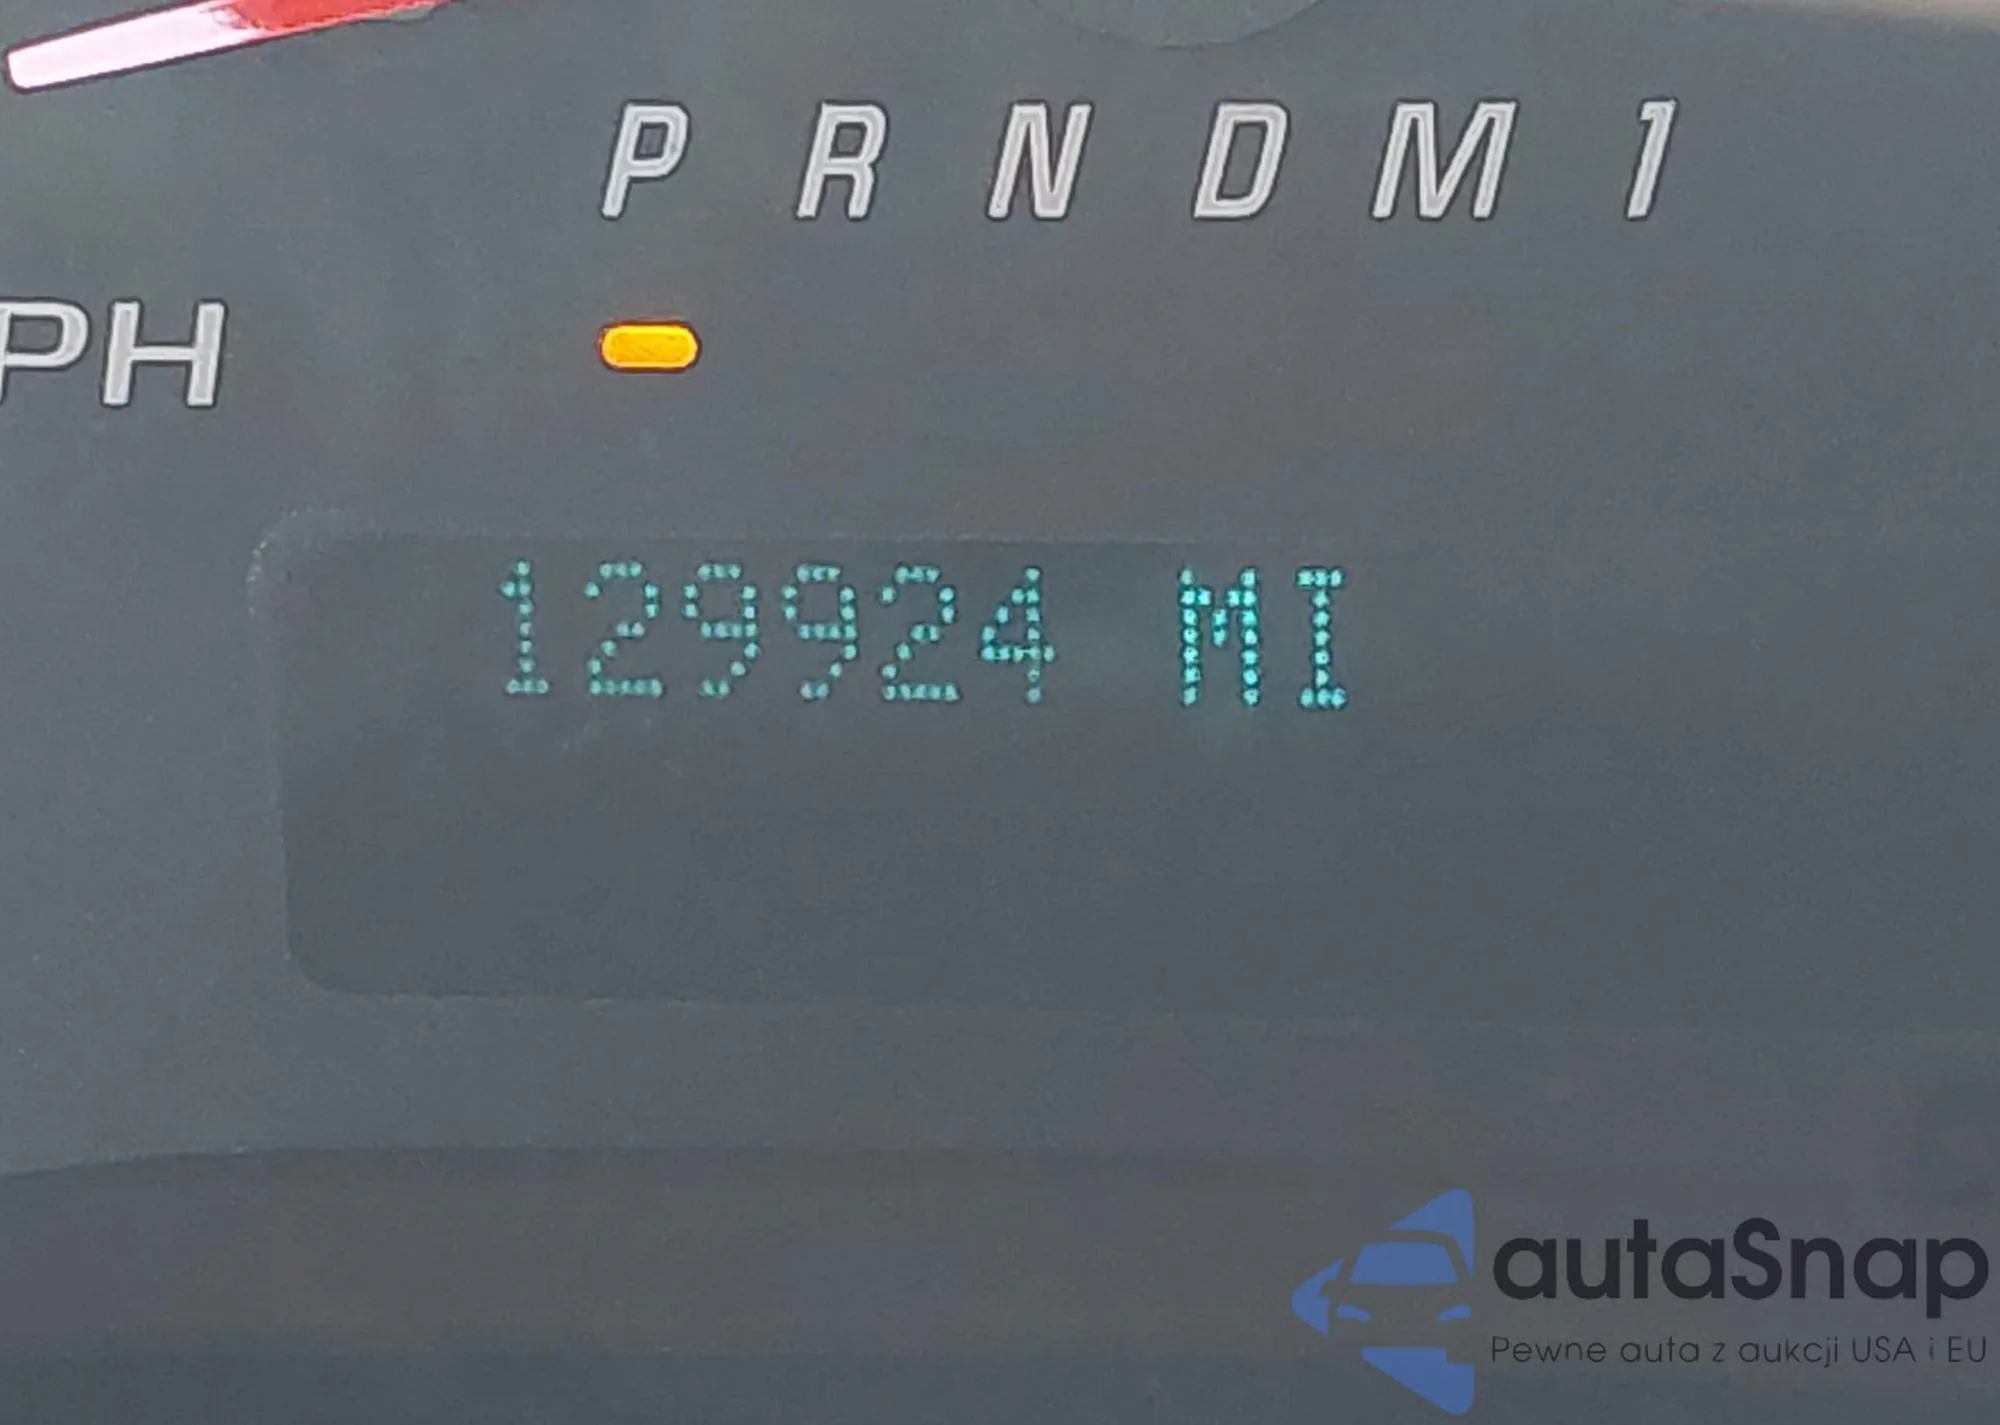 P R N D M 1
PH
129924 MI
autaSnap
Pewne auta z aukcji USA i EU